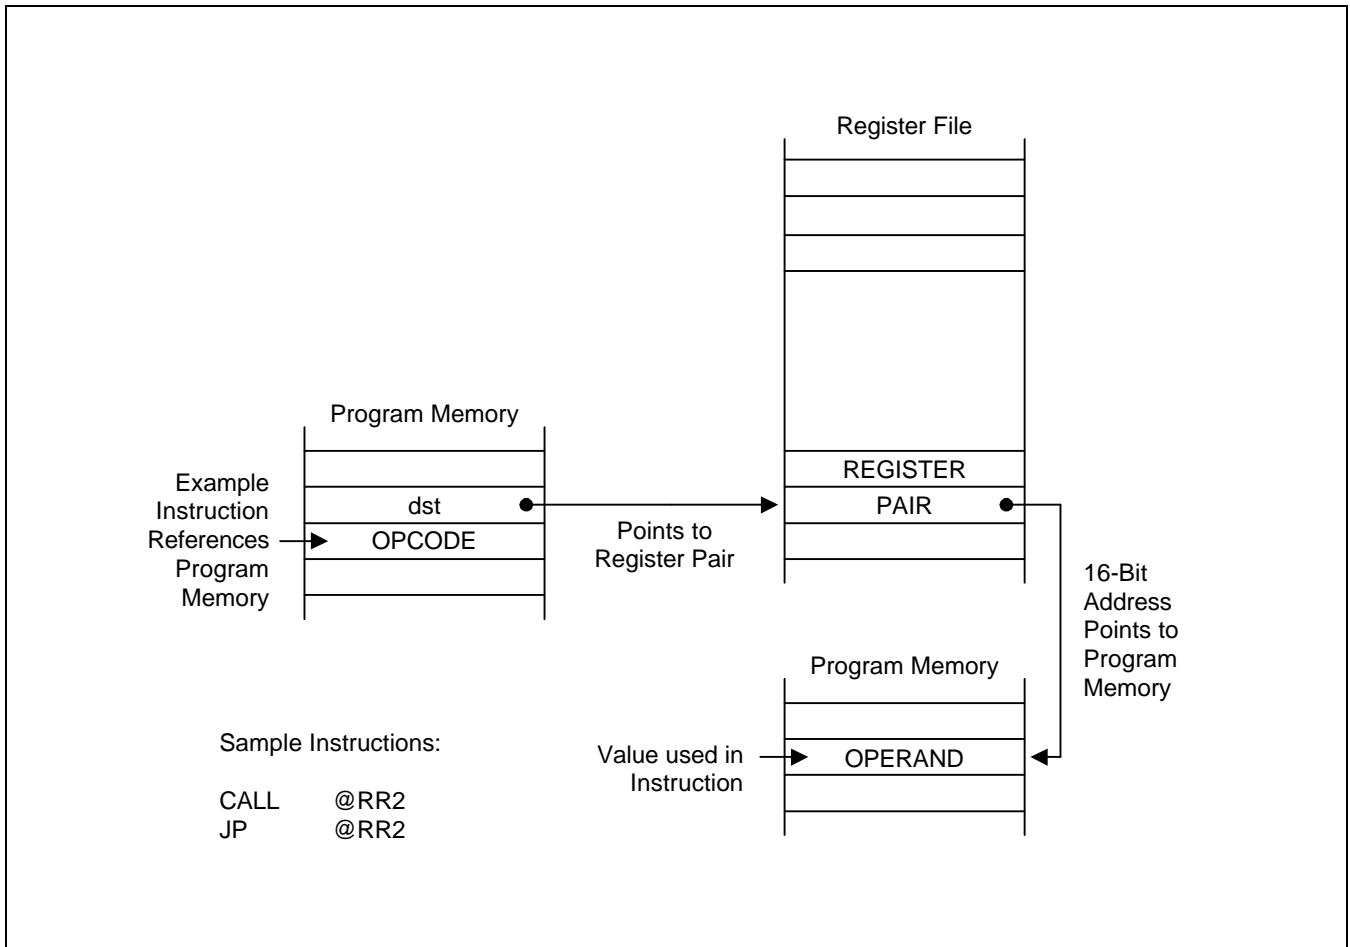 Register File
Program Memory
REGISTER
Example
Instruction
References
Program
Memory
dst
OPCODE
Points to
Register Pair
PAIR
16-Bit
Address
Points to
Program
Memory
Program Memory
Sample Instructions:
CALL @RR2
JP @RR2
Value used in
Instruction
OPERAND